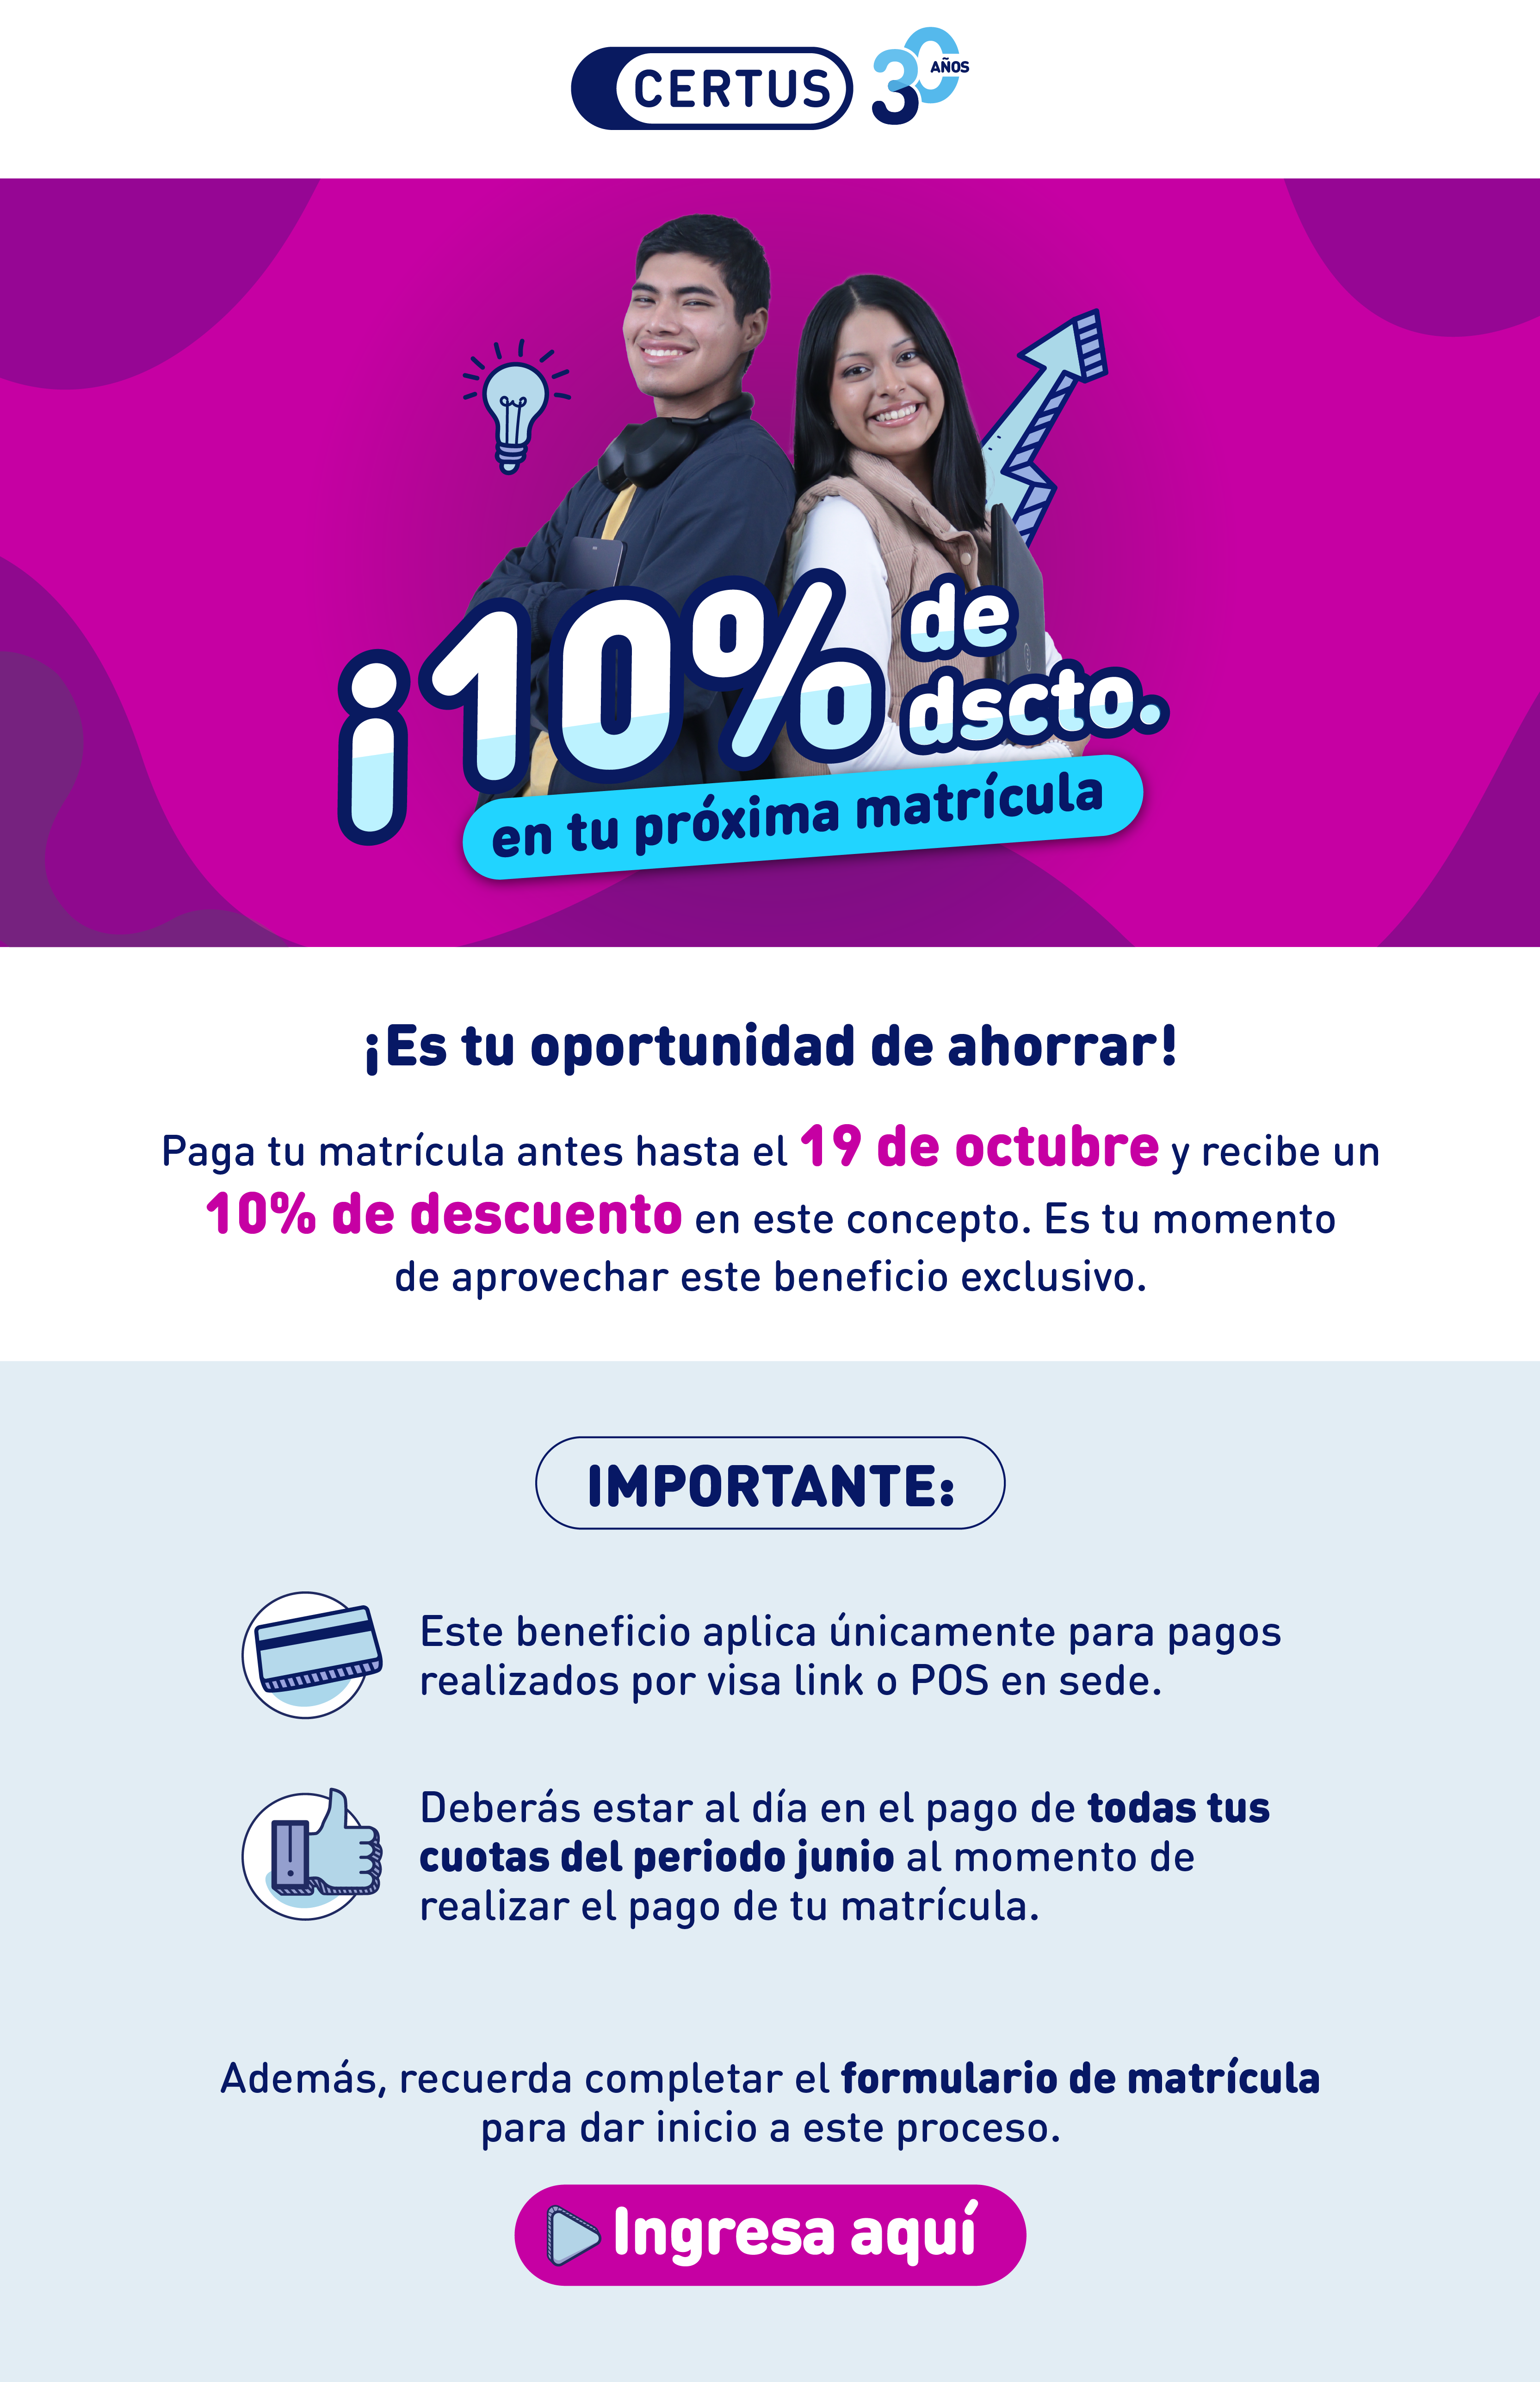 CERTUS
30 AÑOS
¡10% de
dscto.
en tu próxima matrícula
¡Es tu oportunidad de ahorrar!
Paga tu matrícula antes hasta el 19 de octubre y recibe un
10% de descuento en este concepto. Es tu momento
de aprovechar este beneficio exclusivo.
IMPORTANTE:
Este beneficio aplica únicamente para pagos
realizados por visa link o POS en sede.
Deberás estar al día en el pago de todas tus
cuotas del periodo junio al momento de
realizar el pago de tu matrícula.
Además, recuerda completar el formulario de matrícula
para dar inicio a este proceso.
Ingresa aquí